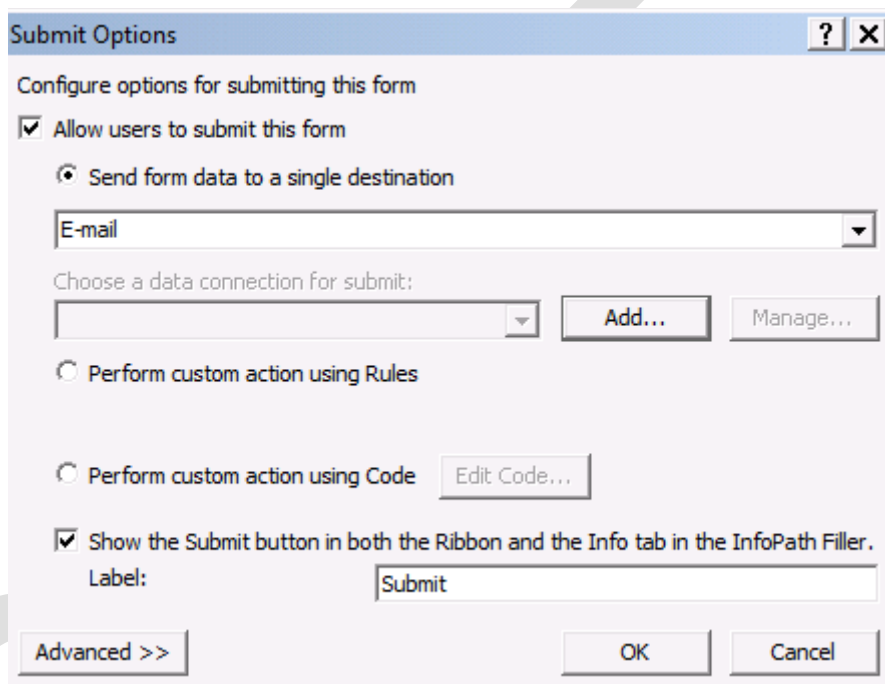 Submit Options
Configure options for submitting this form
Allow users to submit this form
Send form data to a single destination
E-mail
Choose a data connection for submit:
Add... Manage...
Perform custom action using Rules
Perform custom action using Code Edit Code...
Show the Submit button in both the Ribbon and the Info tab in the InfoPath Filler.
Label: Submit
Advanced >> OK Cancel